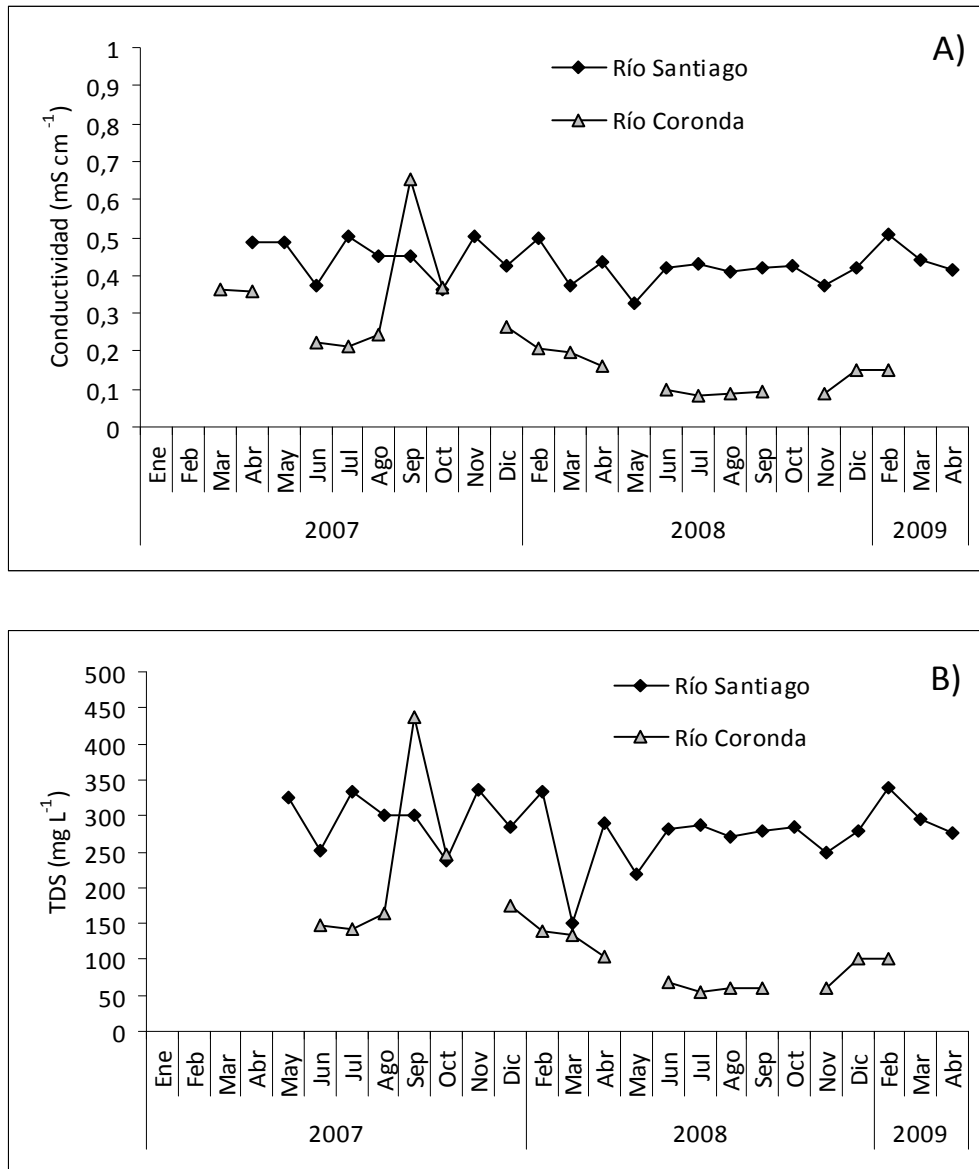 A)
Río Santiago
Río Coronda
Conductividad (mS cm⁻¹)
1
0,9
0,8
0,7
0,6
0,5
0,4
0,3
0,2
0,1
0
Ene Feb Mar Abr May Jun Jul Ago Sep Oct Nov Dic Feb Mar Abr May Jun Jul Ago Sep Oct Nov Dic Feb Mar Abr
2007 2008 2009
B)
Río Santiago
Río Coronda
TDS (mg L⁻¹)
500
450
400
350
300
250
200
150
100
50
0
Ene Feb Mar Abr May Jun Jul Ago Sep Oct Nov Dic Feb Mar Abr May Jun Jul Ago Sep Oct Nov Dic Feb Mar Abr
2007 2008 2009